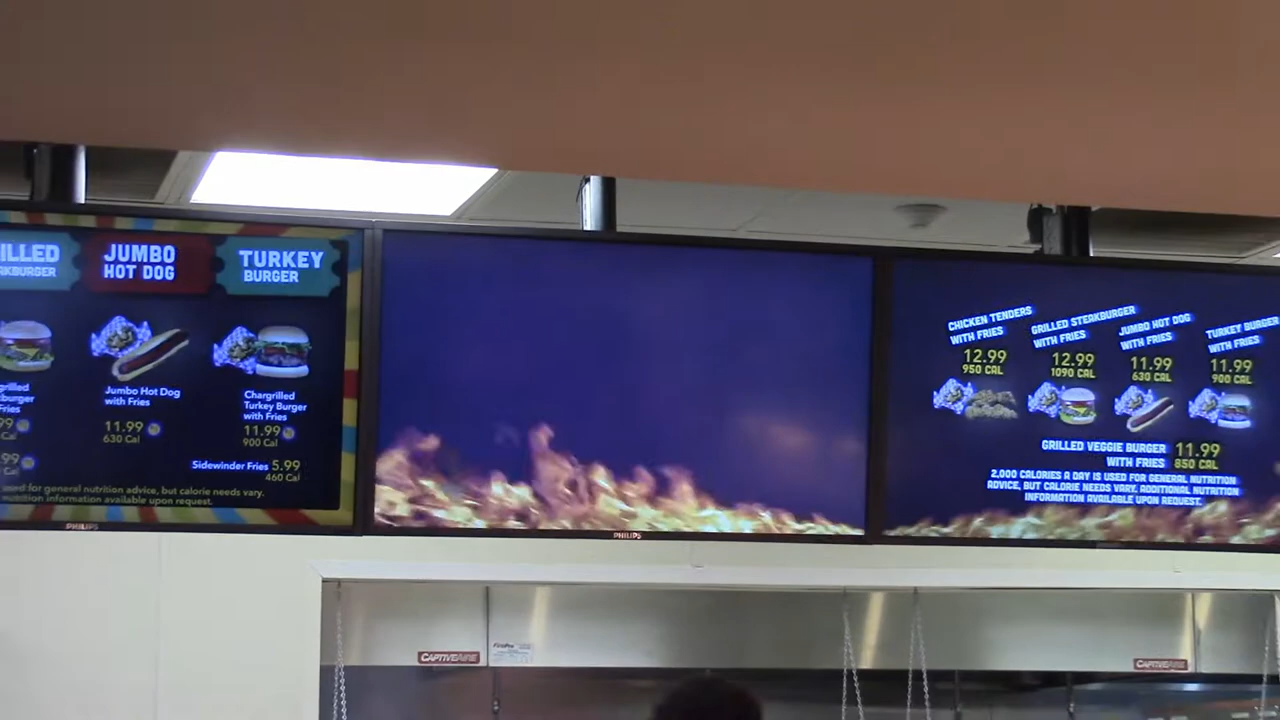 ILLED
JUMBO
HOT DOG
TURKEY
BURGER
Jumbo Hot Dog
with Fries
11.99
630 Cal
Chargrilled
Turkey Burger
with Fries
11.99
900 Cal
Sidewinder Fries 5.99
460 Cal
used for general nutrition advice, but calorie needs vary.
nutrition information available upon request.
PHILIPS
PHILIPS
CHICKEN TENDERS
WITH FRIES
12.99
950 CAL
GRILLED STEAKBURGER
WITH FRIES
12.99
1090 CAL
JUMBO HOT DOG
WITH FRIES
11.99
630 CAL
TURKEY BURGER
WITH FRIES
11.99
900 CAL
GRILLED VEGGIE BURGER 11.99
WITH FRIES 850 CAL
2,000 CALORIES A DAY IS USED FOR GENERAL NUTRITION
ADVICE, BUT CALORIE NEEDS VARY. ADDITIONAL NUTRITION
INFORMATION AVAILABLE UPON REQUEST.
CAPTIVEAIRE
FirePro
CAPTIVEAIRE